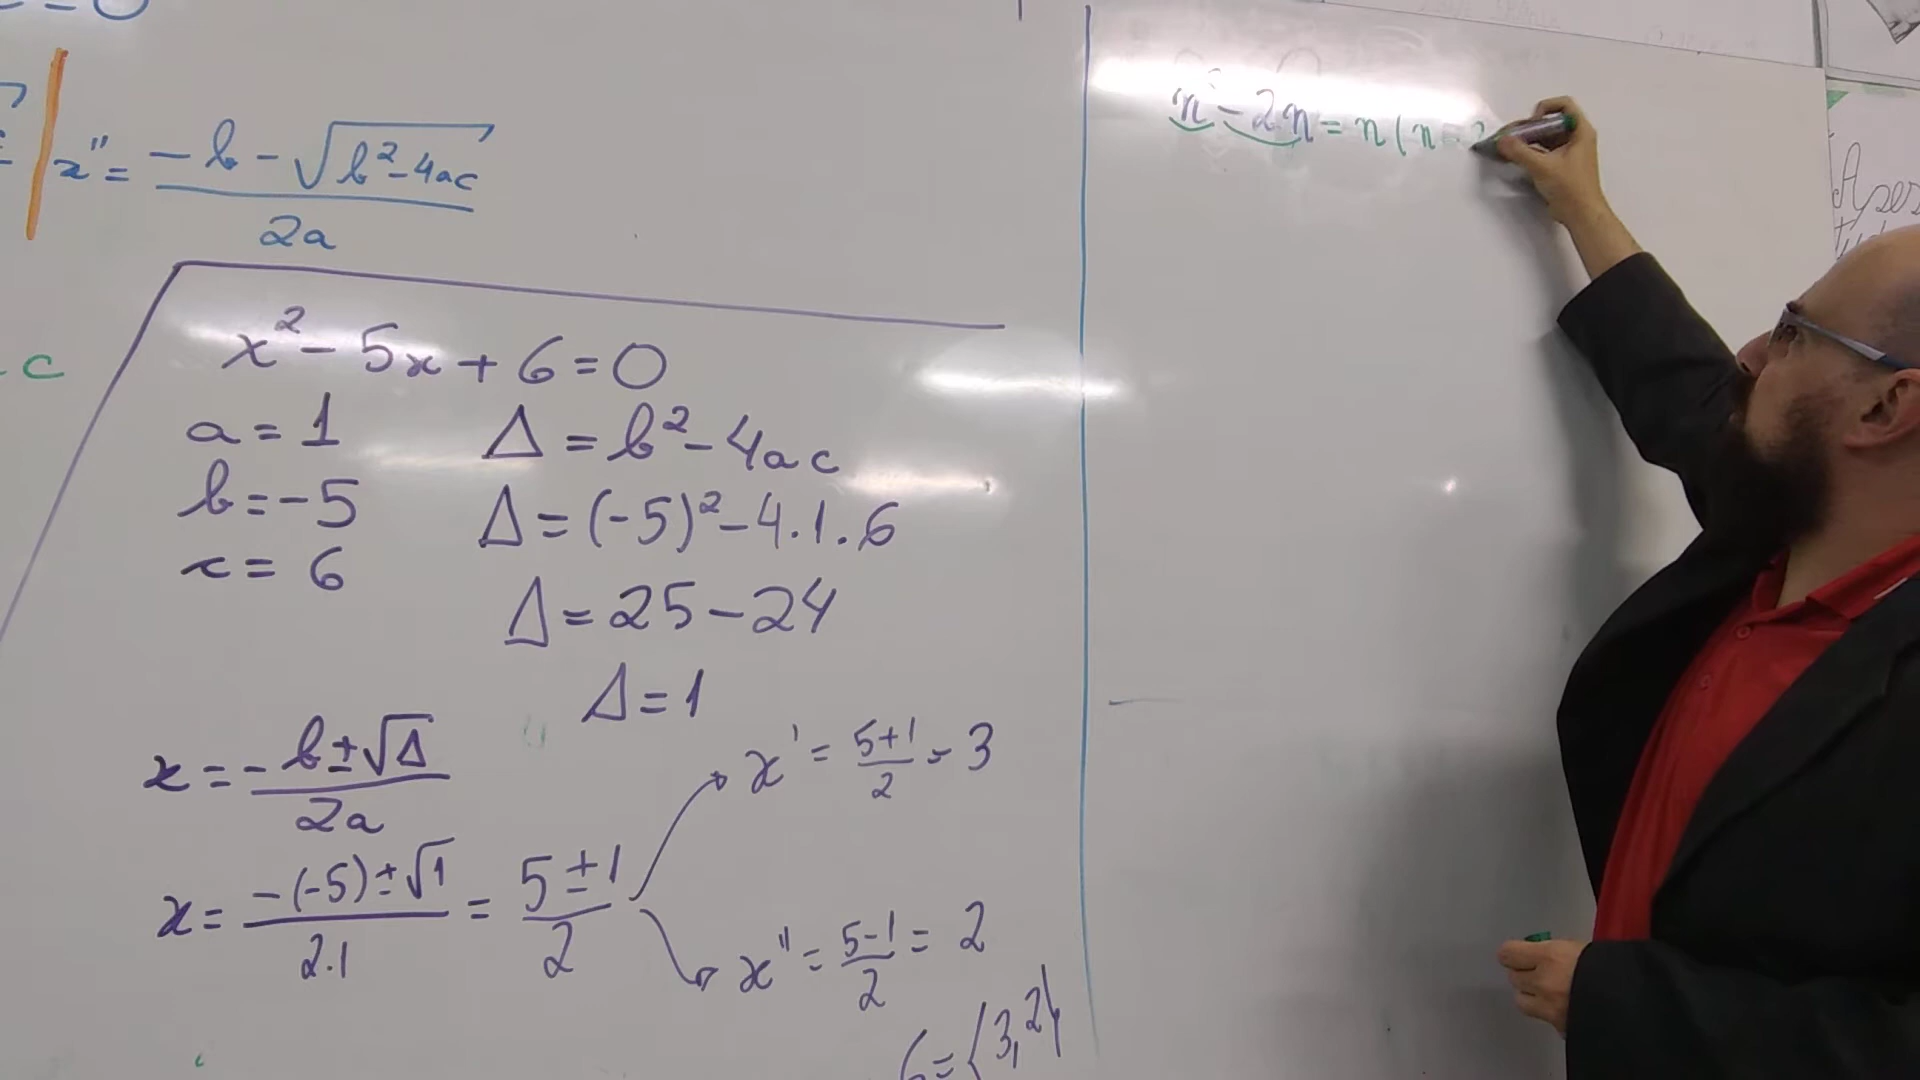 x'' = -b - √b²-4ac / 2a
c
x² - 5x + 6 = 0
a = 1
b = -5
c = 6
Δ = b² - 4ac
Δ = (-5)² - 4.1.6
Δ = 25 - 24
Δ = 1
x = -b ± √Δ / 2a
x = -(-5) ± √1 / 2.1 = 5 ± 1 / 2
x' = 5+1 / 2 = 3
x'' = 5-1 / 2 = 2
= {3, 2}
n² - 2n = n(n - 2